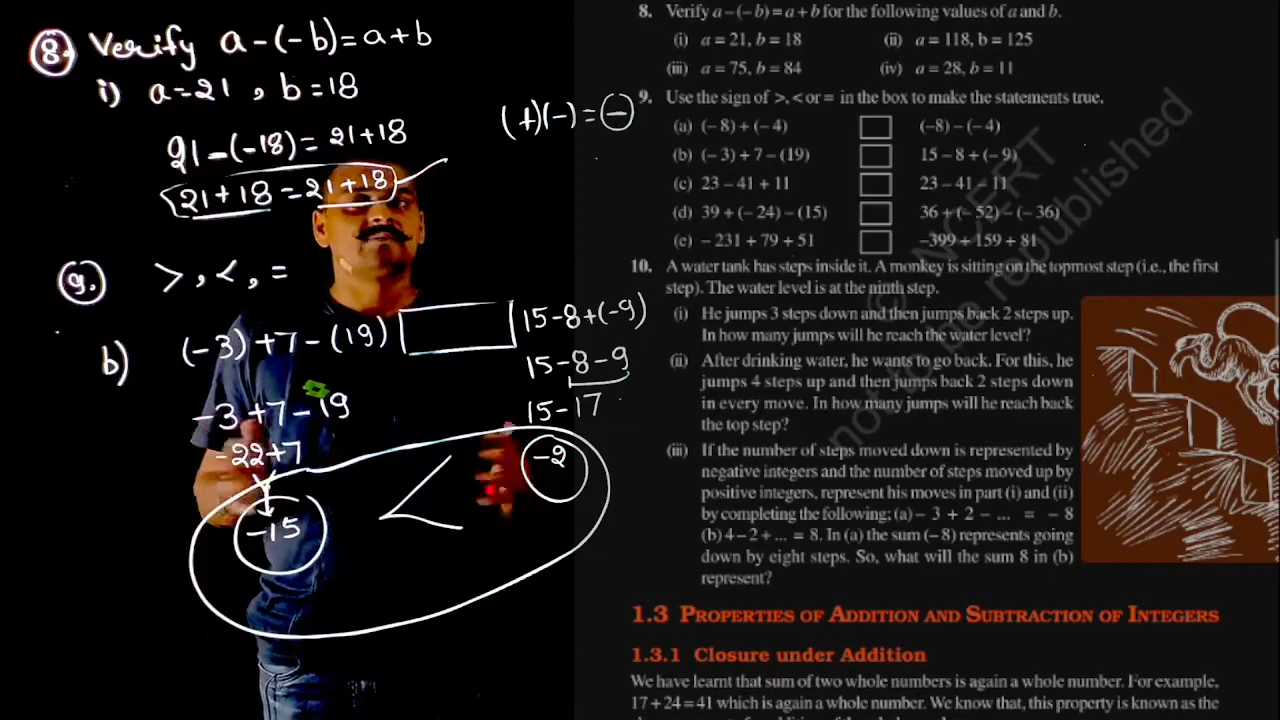 8. Verify a-(-b)=a+b
i) a=21 , b=18
21-(-18)=21+18
21+18=21+18
(+)(-)=-
9. >,<,=
b) (-3)+7-(19) 15-8+(-9)
-3+7-19
-22+7
-15
<
15-8-9
15-17
-2
8. Verify a – (– b) = a + b for the following values of a and b.
(i) a = 21, b = 18 (ii) a = 118, b = 125
(iii) a = 75, b = 84 (iv) a = 28, b = 11
9. Use the sign of >, < or = in the box to make the statements true.
(a) (– 8) + (– 4) (–8) – (– 4)
(b) (– 3) + 7 – (19) 15 – 8 + (– 9)
(c) 23 – 41 + 11 23 – 41 – 11
(d) 39 + (– 24) – (15) 36 + (– 52) – (– 36)
(e) – 231 + 79 + 51 –399 + 159 + 81
10. A water tank has steps inside it. A monkey is sitting on the topmost step (i.e., the first
step). The water level is at the ninth step.
(i) He jumps 3 steps down and then jumps back 2 steps up.
In how many jumps will he reach the water level?
(ii) After drinking water, he wants to go back. For this, he
jumps 4 steps up and then jumps back 2 steps down
in every move. In how many jumps will he reach back
the top step?
(iii) If the number of steps moved down is represented by
negative integers and the number of steps moved up by
positive integers, represent his moves in part (i) and (ii)
by completing the following; (a) – 3 + 2 – ... = – 8
(b) 4 – 2 + ... = 8. In (a) the sum (– 8) represents going
down by eight steps. So, what will the sum 8 in (b)
represent?
1.3 PROPERTIES OF ADDITION AND SUBTRACTION OF INTEGERS
1.3.1 Closure under Addition
We have learnt that sum of two whole numbers is again a whole number. For example,
17 + 24 = 41 which is again a whole number. We know that, this property is known as the
© NCERT
not to be republished